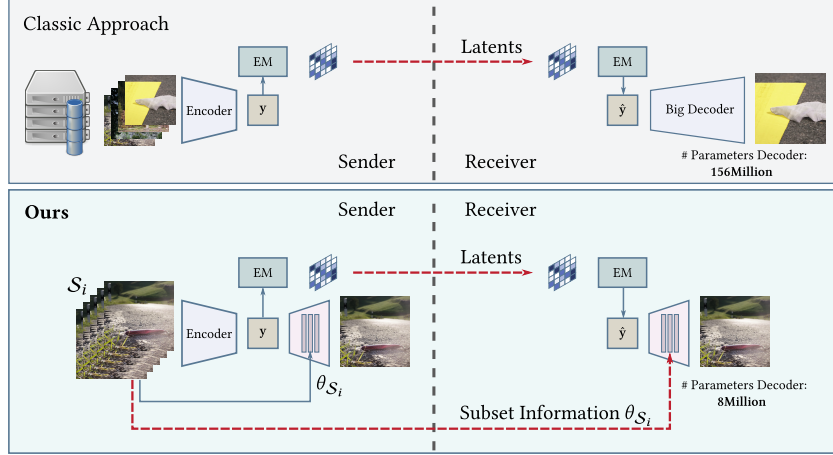 Classic Approach
EM
Latents
EM
Encoder
y
ŷ
Big Decoder
Sender
Receiver
# Parameters Decoder:
156Million
Ours
Sender
Receiver
EM
Latents
EM
𝒮i
Encoder
y
ŷ
θ𝒮i
# Parameters Decoder:
8Million
Subset Information θ𝒮i